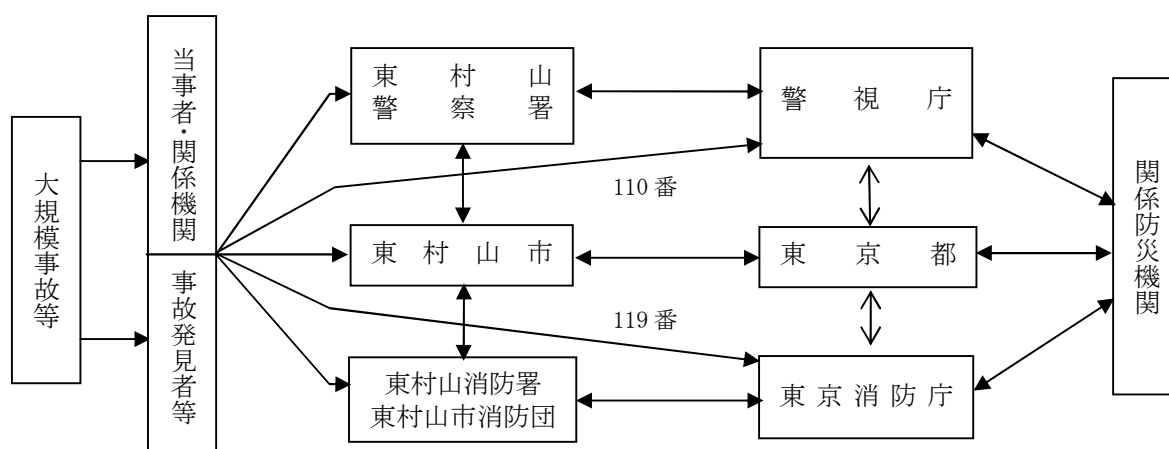 大規模事故等
当事者・関係機関
事故発見者等
東村山
警察署
東村山市
東村山消防署
東村山市消防団
110番
119番
警視庁
東京都
東京消防庁
関係防災機関